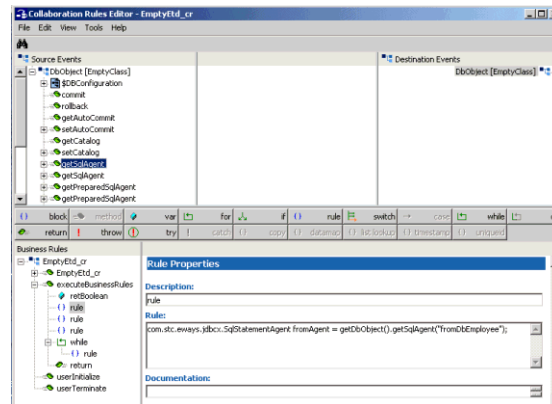 Collaboration Rules Editor - EmptyEtd_cr
File Edit View Tools Help
Source Events
Destination Events
DbObject [EmptyClass]
DbObject [EmptyClass]
$DBConfiguration
commit
rollback
getAutoCommit
setAutoCommit
getCatalog
setCatalog
getSqlAgent
getSqlAgent
getPreparedSqlAgent
getPreparedSqlAgent
block method var for if rule switch case while
return throw try catch copy datamap list lookup timestamp uniqueid
Business Rules
EmptyEtd_cr
EmptyEtd_cr
executeBusinessRules
retBoolean
rule
rule
rule
while
rule
return
userInitialize
userTerminate
Rule Properties
Description:
rule
Rule:
com.stc.eways.jdbcx.SqlStatementAgent fromAgent = getDbObject().getSqlAgent("fromDbEmployee");
Documentation: